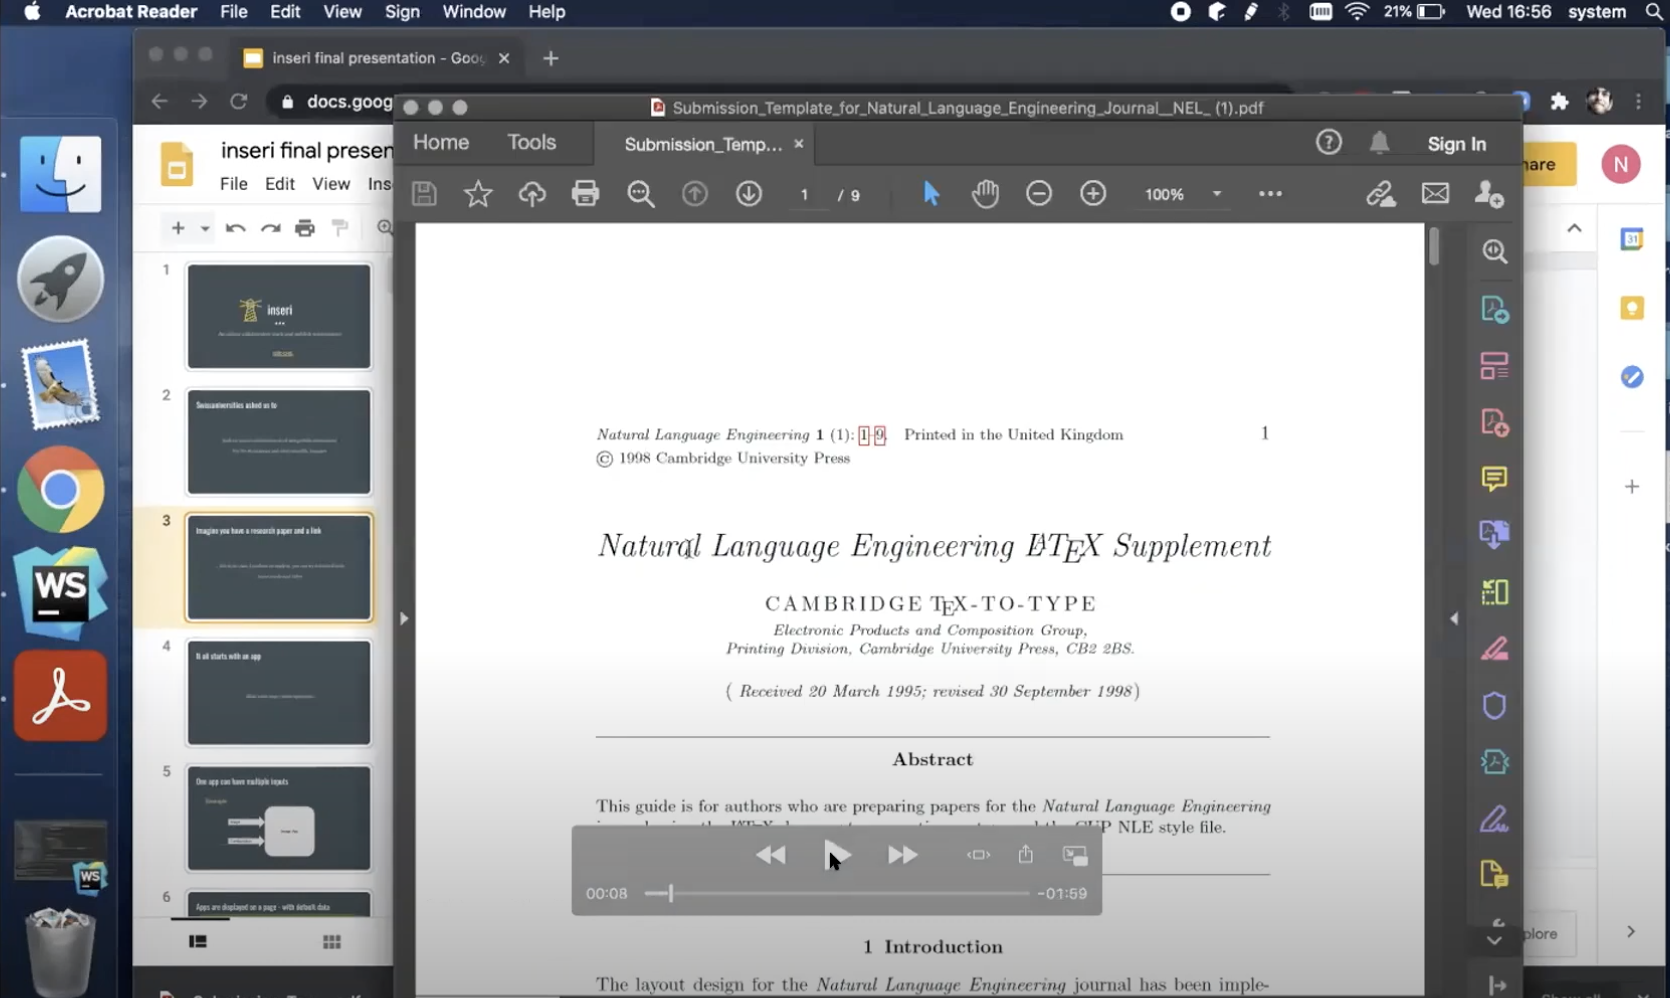 Acrobat Reader File Edit View Sign Window Help 21% Wed 16:56 system
inseri final presentation - Goog
docs.goog
Submission_Template_for_Natural_Language_Engineering_Journal__NEL_ (1).pdf
Home Tools Submission_Temp... Sign In
inseri final presen
hare N
File Edit View Ins
1 / 9 100%
31
1
inseri
2
Swissuniversities asked us to
3
Imagine you have a research paper and a link
4
It all starts with an app
5
One app can have multiple inputs
Example
6
Apps are displayed on a page - with default data
WS
WS
Natural Language Engineering 1 (1): 1–9. Printed in the United Kingdom 1
© 1998 Cambridge University Press
Natural Language Engineering LATEX Supplement
CAMBRIDGE TEX-TO-TYPE
Electronic Products and Composition Group,
Printing Division, Cambridge University Press, CB2 2BS.
( Received 20 March 1995; revised 30 September 1998)
Abstract
This guide is for authors who are preparing papers for the Natural Language Engineering
CUP NLE style file.
00:08 -01:59
1 Introduction
The layout design for the Natural Language Engineering journal has been imple-
plore